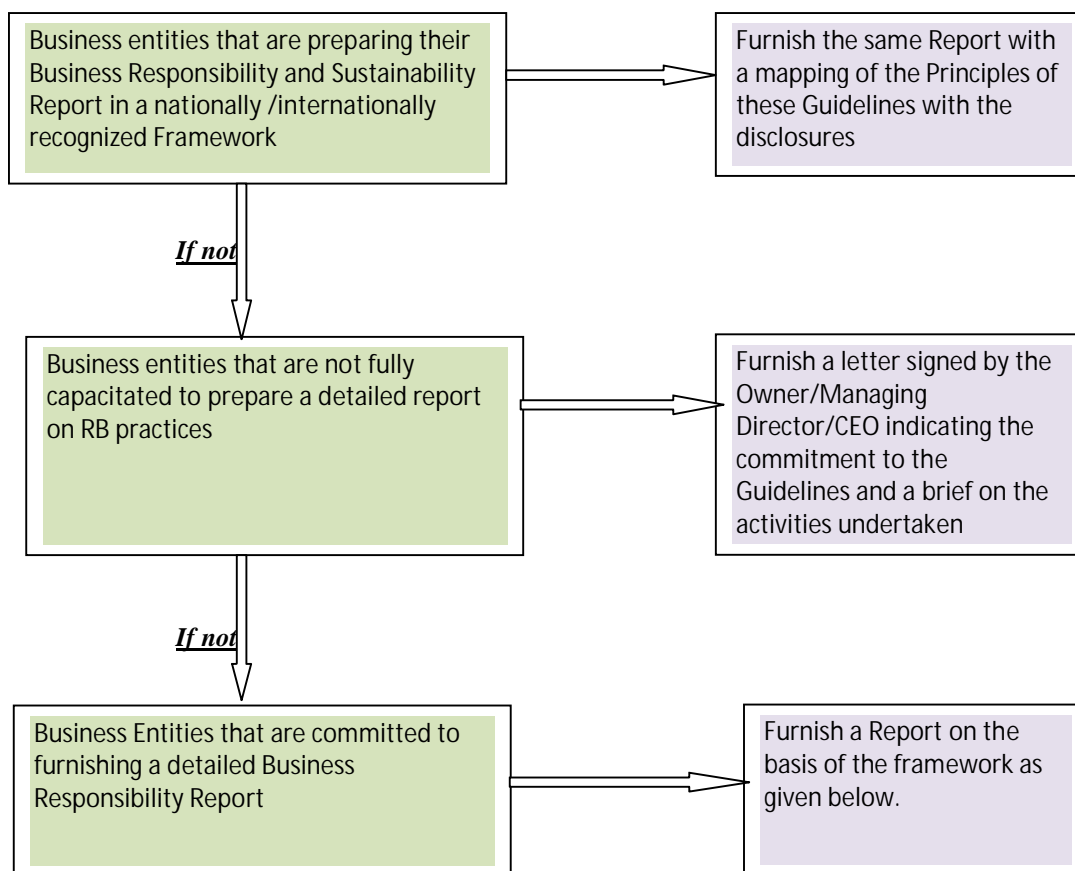 Business entities that are preparing their
Business Responsibility and Sustainability
Report in a nationally /internationally
recognized Framework
Furnish the same Report with
a mapping of the Principles of
these Guidelines with the
disclosures
If not
Business entities that are not fully
capacitated to prepare a detailed report
on RB practices
Furnish a letter signed by the
Owner/Managing
Director/CEO indicating the
commitment to the
Guidelines and a brief on the
activities undertaken
If not
Business Entities that are committed to
furnishing a detailed Business
Responsibility Report
Furnish a Report on the
basis of the framework as
given below.